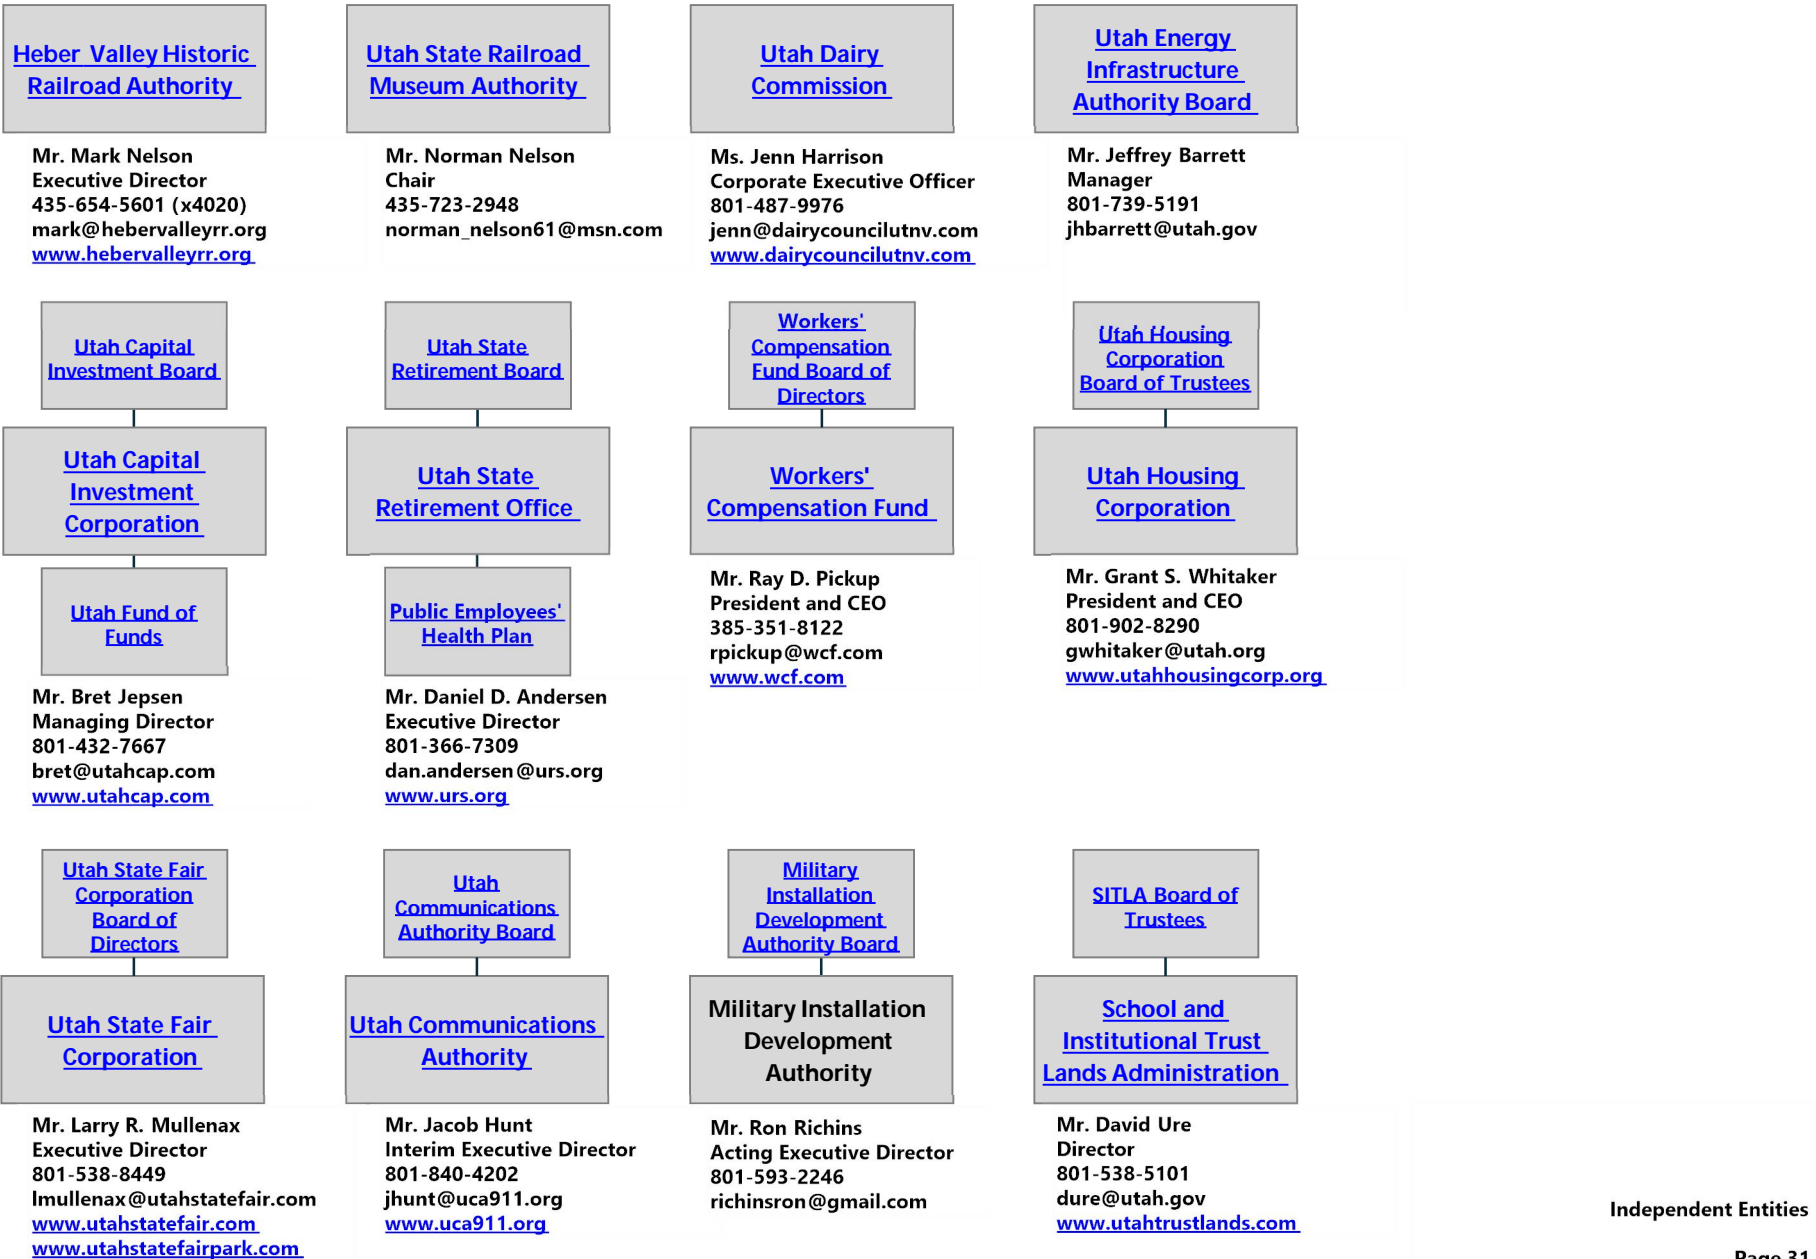 Heber Valley Historic
Railroad Authority
Mr. Mark Nelson
Executive Director
435-654-5601 (x4020)
mark@hebervalleyrr.org
www.hebervalleyrr.org
Utah State Railroad
Museum Authority
Mr. Norman Nelson
Chair
435-723-2948
norman_nelson61@msn.com
Utah Dairy
Commission
Ms. Jenn Harrison
Corporate Executive Officer
801-487-9976
jenn@dairycouncilutnv.com
www.dairycouncilutnv.com
Utah Energy
Infrastructure
Authority Board
Mr. Jeffrey Barrett
Manager
801-739-5191
jhbarrett@utah.gov
Utah Capital
Investment Board
Utah Capital
Investment
Corporation
Utah Fund of
Funds
Mr. Bret Jepsen
Managing Director
801-432-7667
bret@utahcap.com
www.utahcap.com
Utah State
Retirement Board
Utah State
Retirement Office
Public Employees'
Health Plan
Mr. Daniel D. Andersen
Executive Director
801-366-7309
dan.andersen@urs.org
www.urs.org
Workers'
Compensation
Fund Board of
Directors
Workers'
Compensation Fund
Mr. Ray D. Pickup
President and CEO
385-351-8122
rpickup@wcf.com
www.wcf.com
Utah Housing
Corporation
Board of Trustees
Utah Housing
Corporation
Mr. Grant S. Whitaker
President and CEO
801-902-8290
gwhitaker@utah.org
www.utahhousingcorp.org
Utah State Fair
Corporation
Board of
Directors
Utah State Fair
Corporation
Mr. Larry R. Mullenax
Executive Director
801-538-8449
lmullenax@utahstatefair.com
www.utahstatefair.com
www.utahstatefairpark.com
Utah
Communications
Authority Board
Utah Communications
Authority
Mr. Jacob Hunt
Interim Executive Director
801-840-4202
jhunt@uca911.org
www.uca911.org
Military
Installation
Development
Authority Board
Military Installation
Development
Authority
Mr. Ron Richins
Acting Executive Director
801-593-2246
richinsron@gmail.com
SITLA Board of
Trustees
School and
Institutional Trust
Lands Administration
Mr. David Ure
Director
801-538-5101
dure@utah.gov
www.utahtrustlands.com
Independent Entities
Page 31